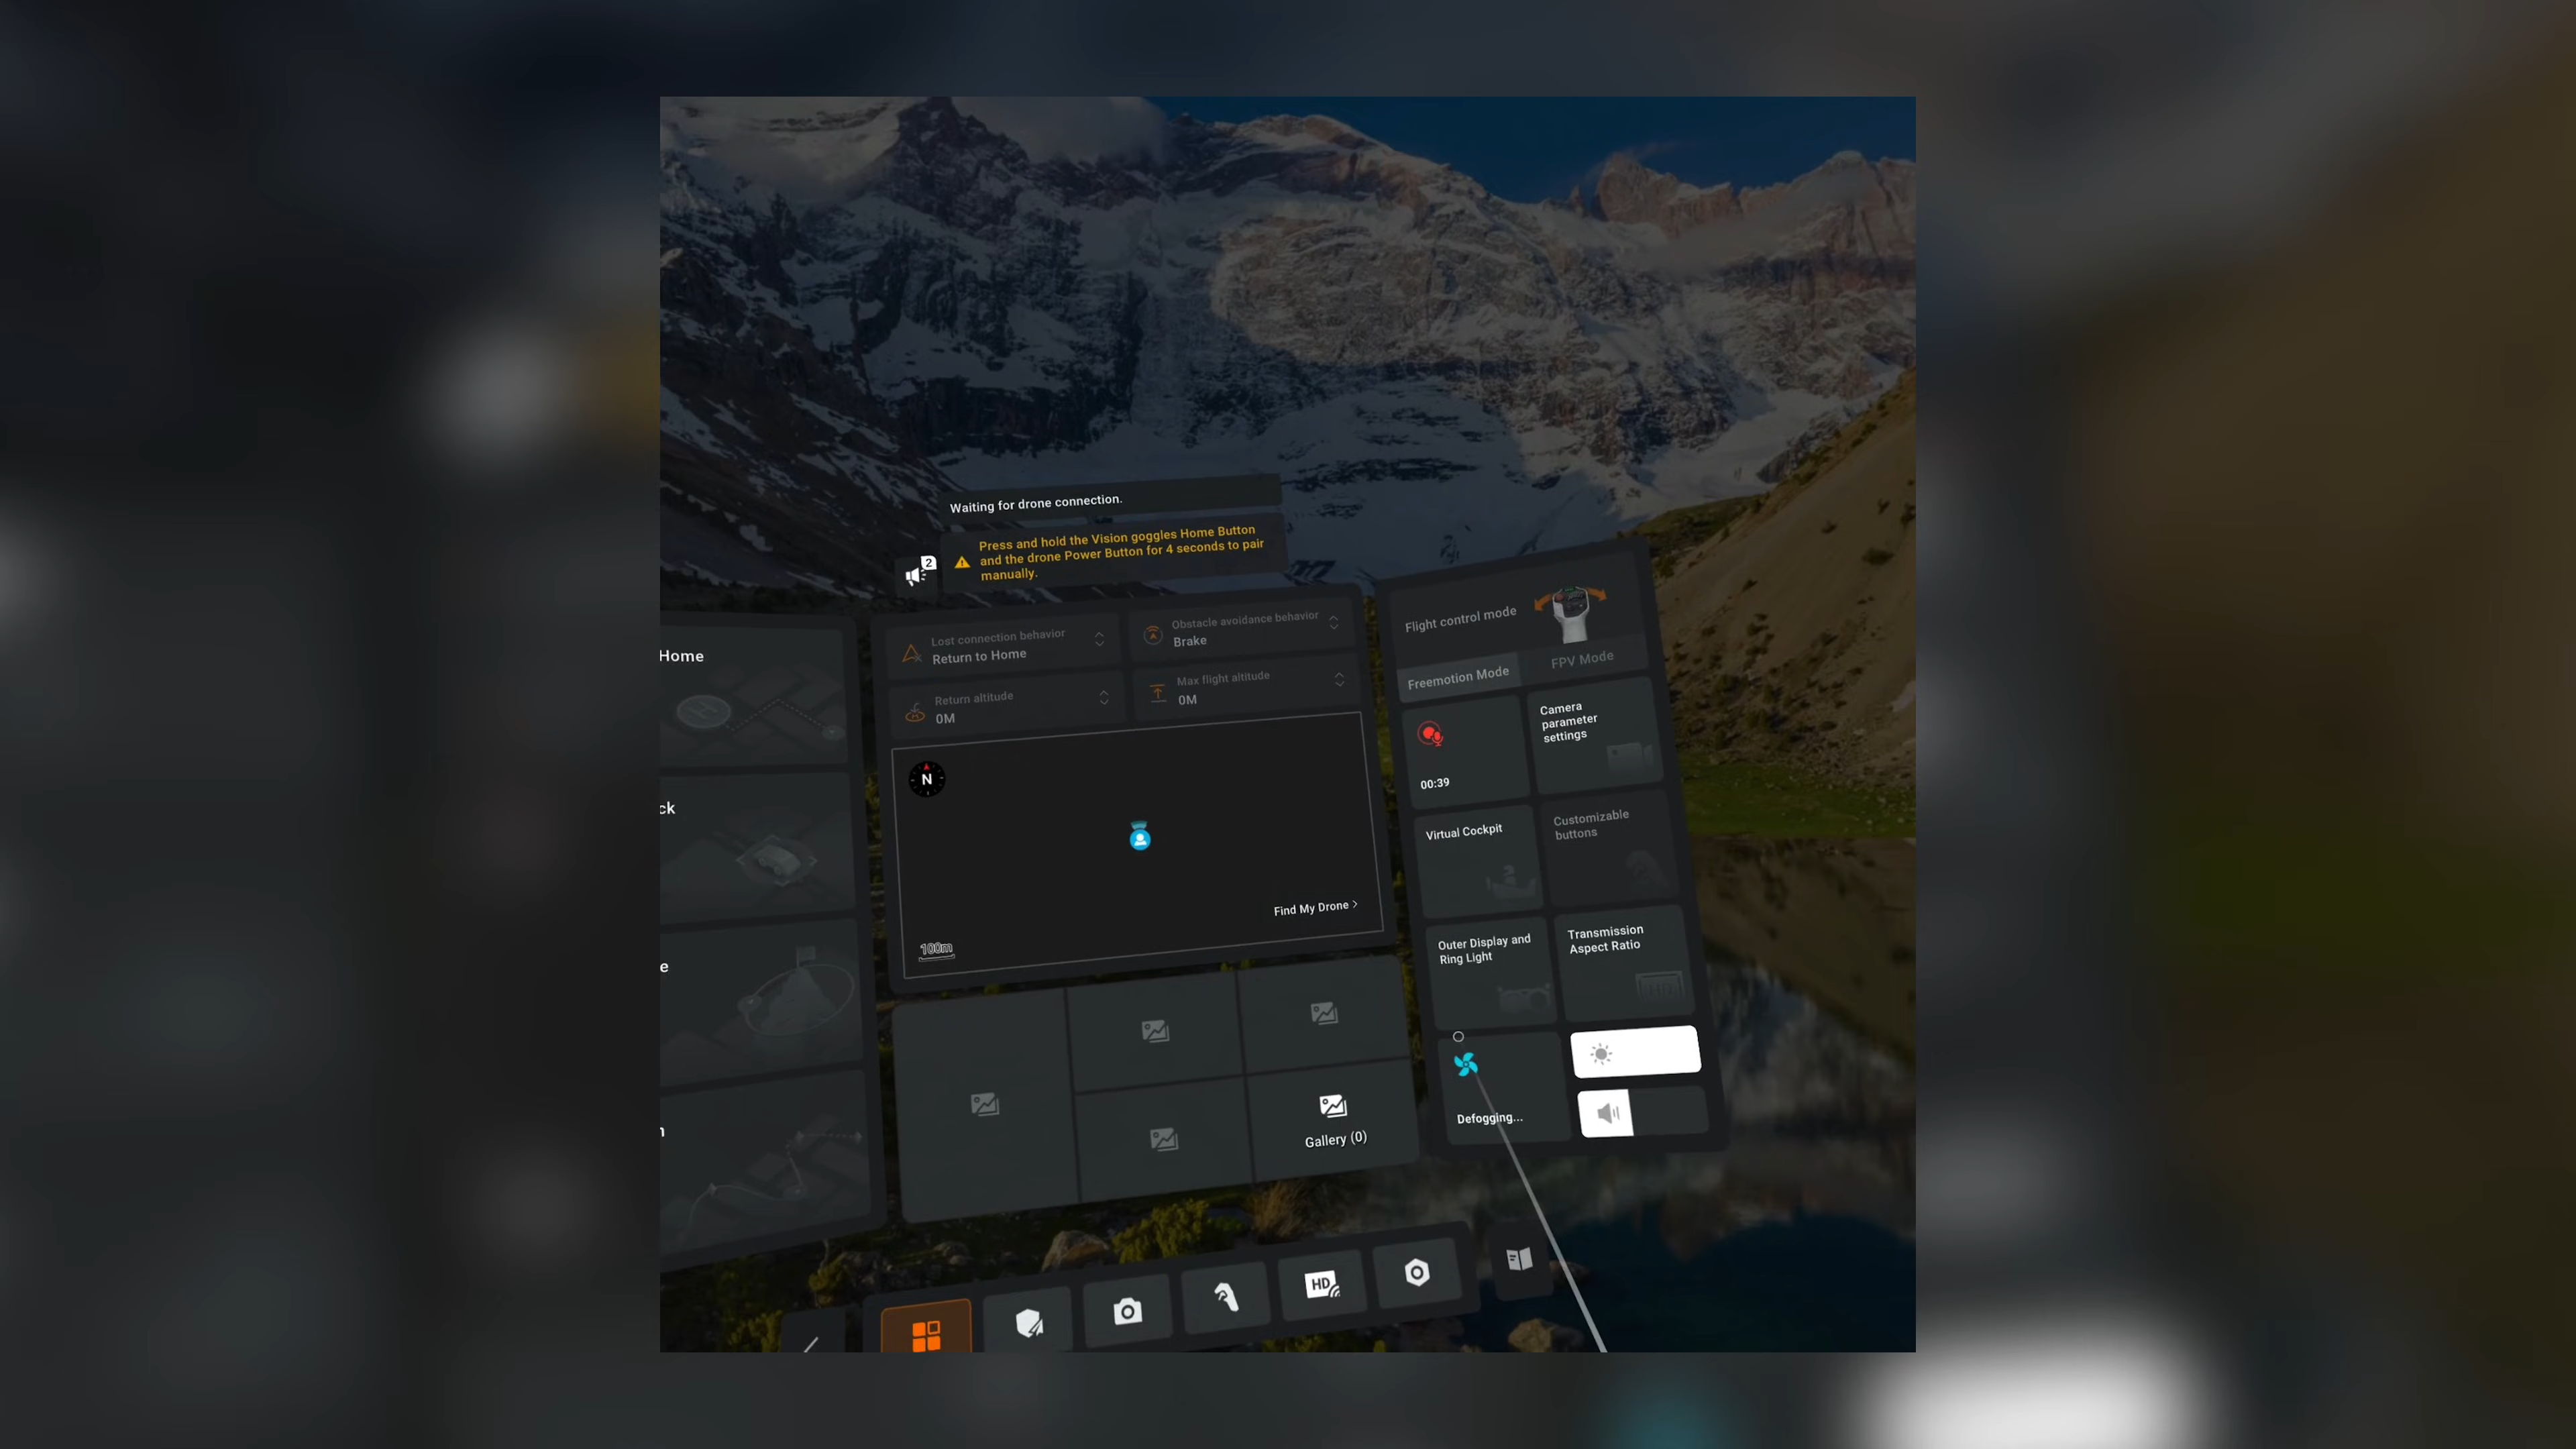 Waiting for drone connection.
2
Press and hold the Vision goggles Home Button
and the drone Power Button for 4 seconds to pair
manually.
Home
ck
e
n
Lost connection behavior
Return to Home
Obstacle avoidance behavior
Brake
Return altitude
0M
Max flight altitude
0M
N
Find My Drone >
100m
Gallery (0)
Flight control mode
Freemotion Mode
FPV Mode
00:39
Camera
parameter
settings
Virtual Cockpit
Customizable
buttons
Outer Display and
Ring Light
Transmission
Aspect Ratio
HD
Defogging...
HD